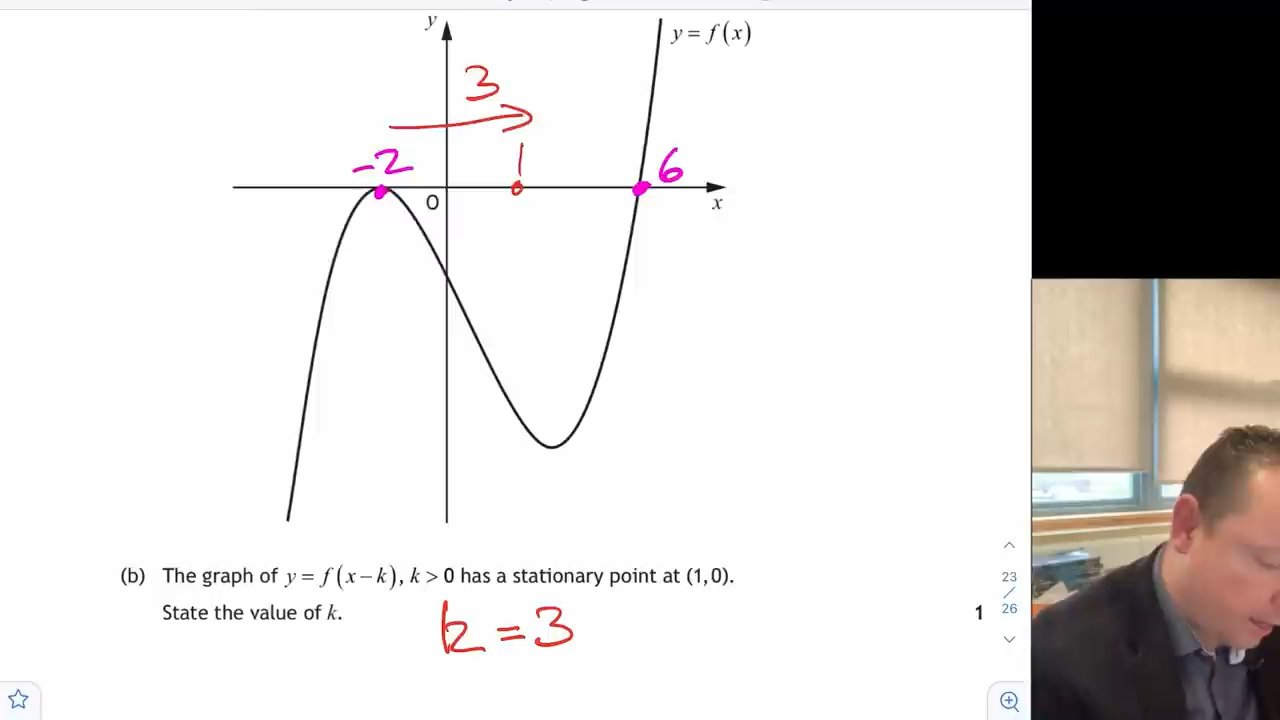 y
y = f(x)
3
-2
1
6
0
x
(b) The graph of y = f(x−k), k > 0 has a stationary point at (1,0).
State the value of k.
1
k = 3
23
/
26